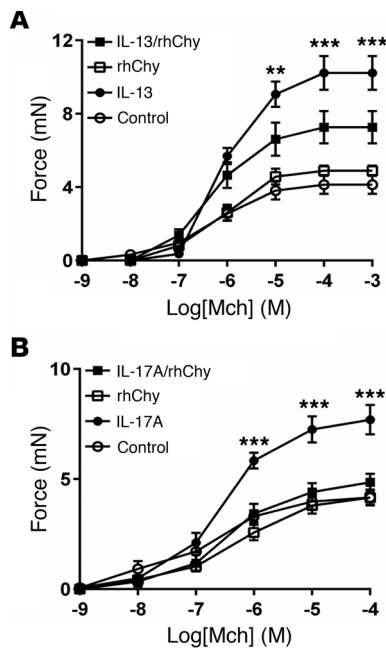 A
12
** *** ***
IL-13/rhChy
rhChy
IL-13
Control
8
4
0
Force (mN)
-9 -8 -7 -6 -5 -4 -3
Log[Mch] (M)
B
10
IL-17A/rhChy
rhChy
IL-17A
Control
*** *** ***
5
0
Force (mN)
-9 -8 -7 -6 -5 -4
Log[Mch] (M)